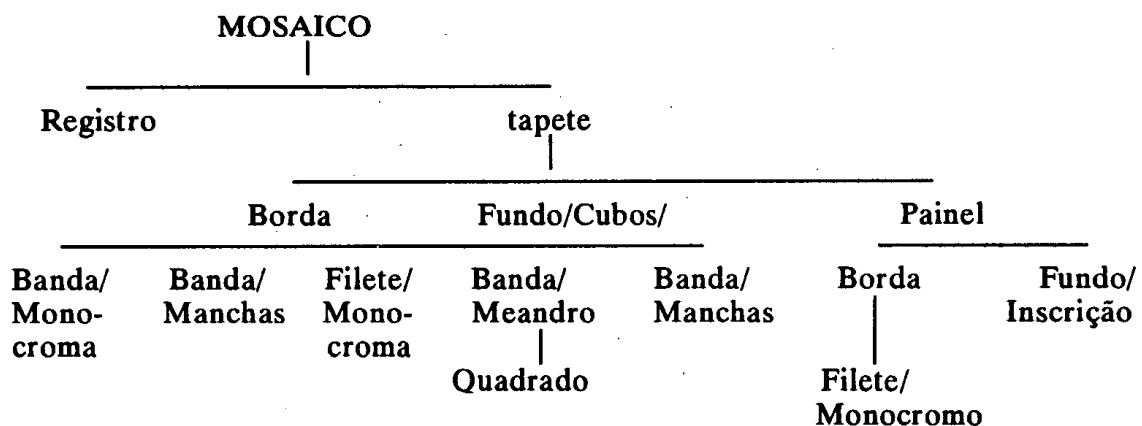 MOSAICO
Registro tapete
Borda Fundo/Cubos/ Painel
Banda/ Banda/ Filete/ Banda/ Banda/ Borda Fundo/
Mono- Manchas Mono- Meandro Manchas Inscrição
croma croma
Quadrado Filete/
Monocromo